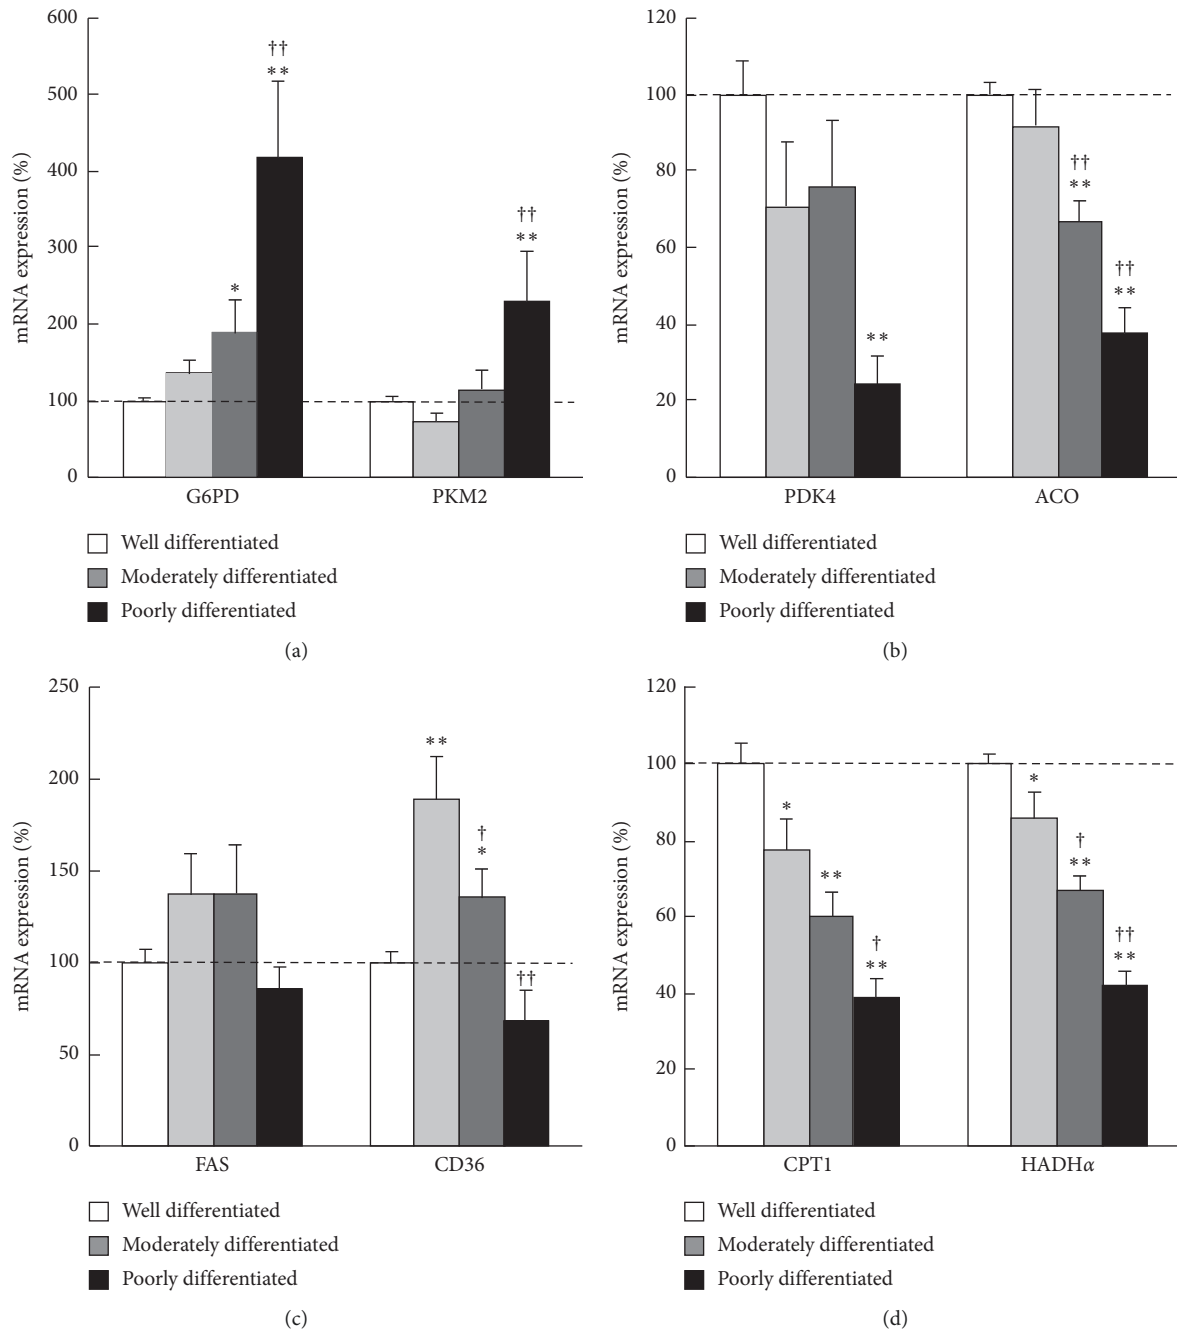 600
500
400
300
200
100
0
mRNA expression (%)
††
**
*
††
**
G6PD
PKM2
Well differentiated
Moderately differentiated
Poorly differentiated
(a)
120
100
80
60
40
20
0
mRNA expression (%)
**
††
**
††
**
PDK4
ACO
Well differentiated
Moderately differentiated
Poorly differentiated
(b)
250
200
150
100
50
0
mRNA expression (%)
**
†
*
††
FAS
CD36
Well differentiated
Moderately differentiated
Poorly differentiated
(c)
120
100
80
60
40
20
0
mRNA expression (%)
*
**
†
**
*
†
**
††
**
CPT1
HADHα
Well differentiated
Moderately differentiated
Poorly differentiated
(d)